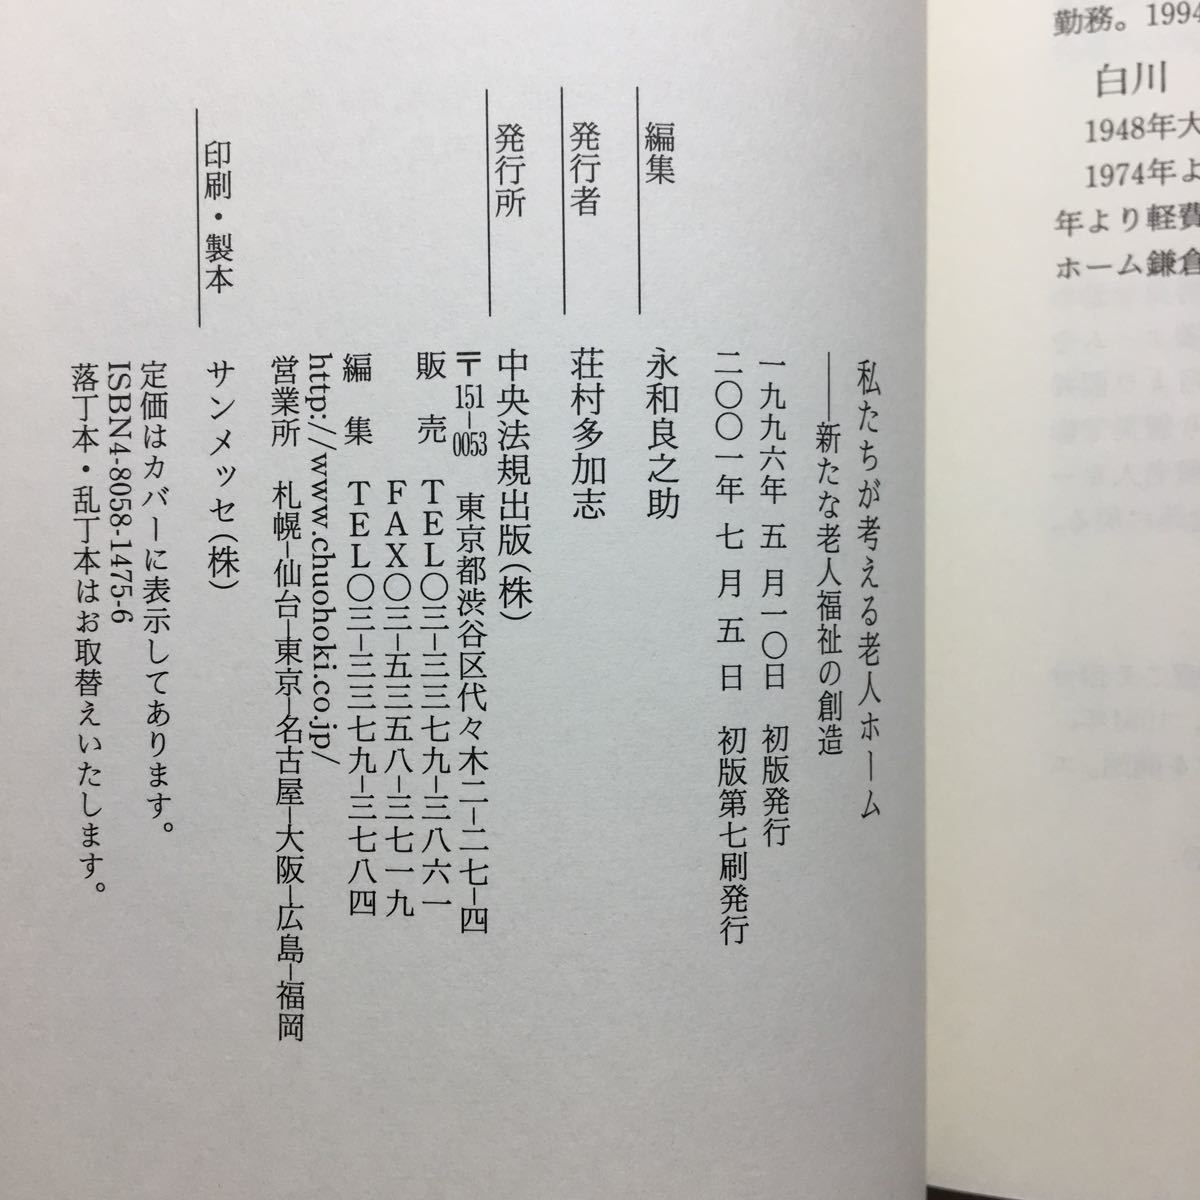 勤務。1994
白川
1948年大
1974年よ
年より軽費
ホーム鎌倉
私たちが考える老人ホーム
――新たな老人福祉の創造
一九九六年 五 月一〇日 初版発行
二〇〇一年 七 月 五 日 初版第七刷発行
編集 永和良之助
発行者 荘村多加志
発行所 中央法規出版(株)
〒151-0053 東京都渋谷区代々木二-二七-四
販 売 TEL〇三-三三七九-三八六一
FAX〇三-五三五八-三七一九
編 集 TEL〇三-三三七九-三七八四
http://www.chuohoki.co.jp/
営業所 札幌-仙台-東京-名古屋-大阪-広島-福岡
印刷・製本 サンメッセ(株)
定価はカバーに表示してあります。
ISBN4-8058-1475-6
落丁本・乱丁本はお取替えいたします。